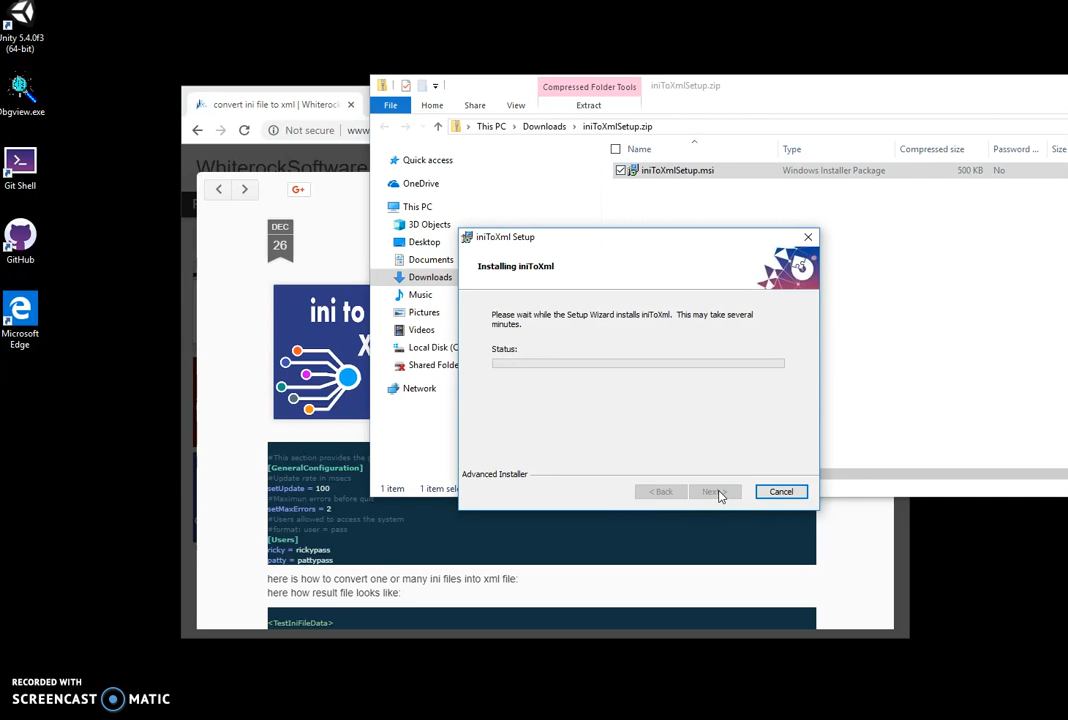 Unity 5.4.0f3
(64-bit)
Dbgview.exe
Git Shell
GitHub
Microsoft
Edge
convert ini file to xml | Whiterock
Not secure
www
WhiterockSoftware
G+
DEC
26
ini to
X
#This section provides the
[GeneralConfiguration]
#Update rate in msecs
setUpdate = 100
#Maximun errors before quit
setMaxErrors = 2
#Users allowed to access the system
#format: user = pass
[Users]
ricky = rickypass
patty = pattypass
here is how to convert one or many ini files into xml file:
here how result file looks like:
<TestIniFileData>
Compressed Folder Tools
iniToXmlSetup.zip
File
Home
Share
View
Extract
This PC
Downloads
iniToXmlSetup.zip
Name
Type
Compressed size
Password ...
Size
iniToXmlSetup.msi
Windows Installer Package
500 KB
No
Quick access
OneDrive
This PC
3D Objects
Desktop
Documents
Downloads
Music
Pictures
Videos
Local Disk (C
Shared Folde
Network
1 item
1 item sel
iniToXml Setup
Installing iniToXml
Please wait while the Setup Wizard installs iniToXml. This may take several
minutes.
Status:
Advanced Installer
< Back
Next
Cancel
RECORDED WITH
SCREENCAST MATIC